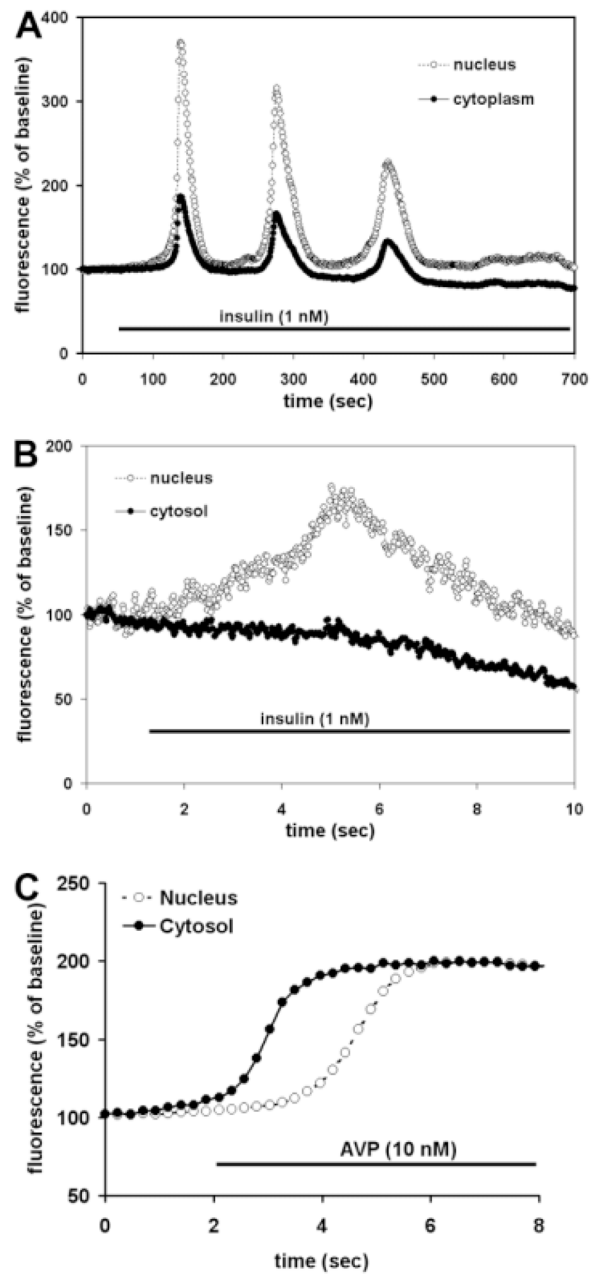 A
400
300
200
100
0
fluorescence (% of baseline)
nucleus
cytoplasm
insulin (1 nM)
0 100 200 300 400 500 600 700
time (sec)
B
200
150
100
50
0
fluorescence (% of baseline)
nucleus
cytosol
insulin (1 nM)
0 2 4 6 8 10
time (sec)
C
250
200
150
100
50
fluorescence (% of baseline)
Nucleus
Cytosol
AVP (10 nM)
0 2 4 6 8
time (sec)